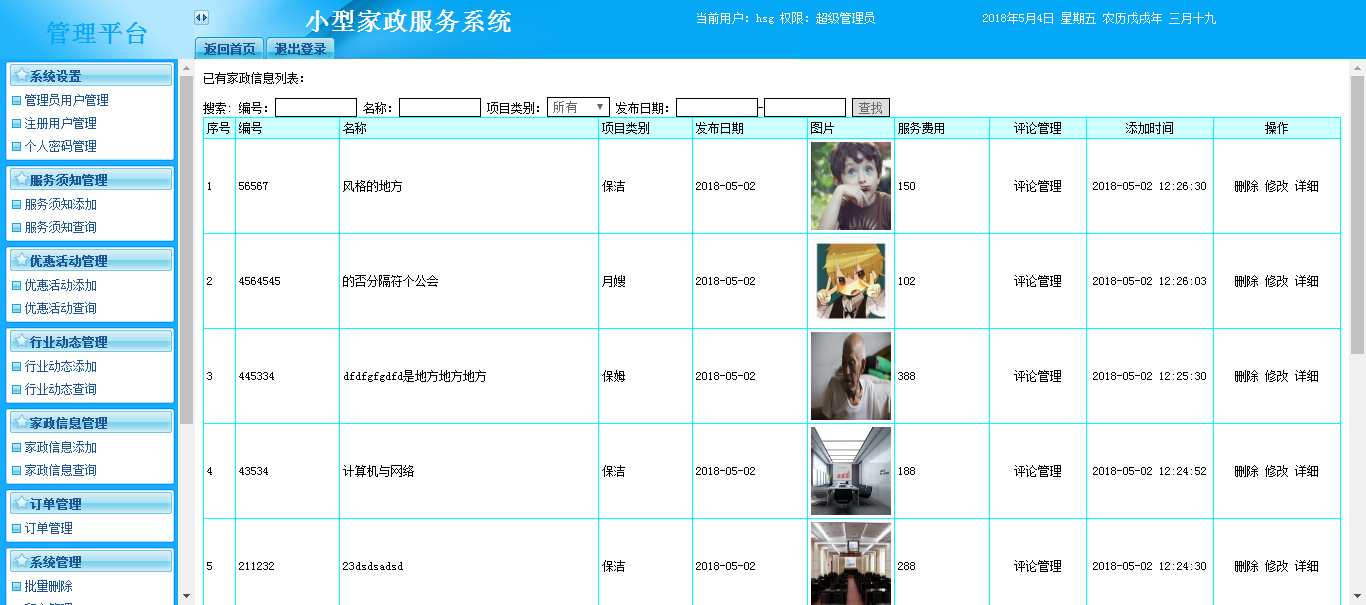 管理平台
小型家政服务系统
当前用户: hsg 权限: 超级管理员
2018年5月4日 星期五 农历戊戌年 三月十九
返回首页 退出登录
系统设置
管理员用户管理
注册用户管理
个人密码管理
服务须知管理
服务须知添加
服务须知查询
优惠活动管理
优惠活动添加
优惠活动查询
行业动态管理
行业动态添加
行业动态查询
家政信息管理
家政信息添加
家政信息查询
订单管理
订单管理
系统管理
批量删除
已有家政信息列表:
搜索: 编号: 名称: 项目类别: 所有 发布日期: - 查找
序号 编号 名称 项目类别 发布日期 图片 服务费用 评论管理 添加时间 操作
1 56567 风格的地方 保洁 2018-05-02 150 评论管理 2018-05-02 12:26:30 删除 修改 详细
2 4564545 的否分隔符个公会 月嫂 2018-05-02 102 评论管理 2018-05-02 12:26:03 删除 修改 详细
3 445334 dfdfgfgdfd是地方地方地方 保姆 2018-05-02 388 评论管理 2018-05-02 12:25:30 删除 修改 详细
4 43534 计算机与网络 保洁 2018-05-02 188 评论管理 2018-05-02 12:24:52 删除 修改 详细
5 211232 23dsdsadsd 保洁 2018-05-02 288 评论管理 2018-05-02 12:24:30 删除 修改 详细